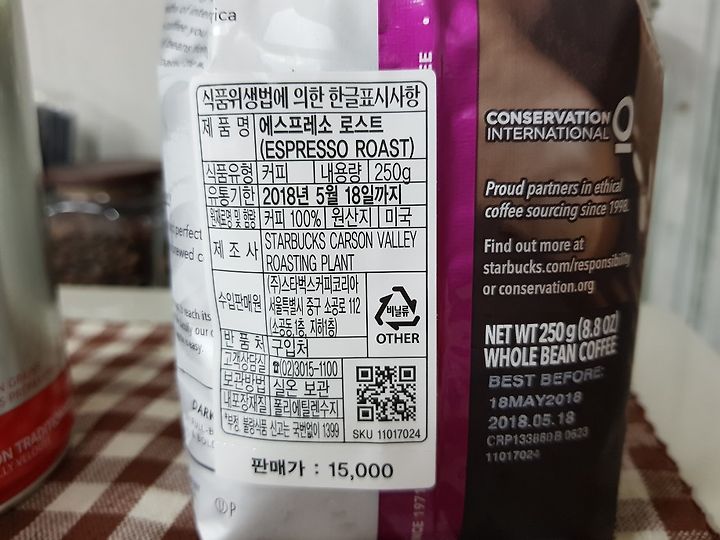 식품위생법에 의한 한글표시사항
제 품 명 에스프레소 로스트
(ESPRESSO ROAST)
식품유형 커피 내용량 250g
유통기한 2018년 5월 18일까지
원재료명 및 함량 커피 100% 원산지 미국
제 조 사 STARBUCKS CARSON VALLEY
ROASTING PLANT
수입판매원 (주)스타벅스커피코리아
서울특별시 중구 소공로 112
(소공동,1층, 지하1층)
비닐류
OTHER
반 품 처 구입처
고객상담실 ☎(02)3015-1100
보관방법 실온 보관
내포장재질 폴리에틸렌수지
*부정. 불량식품 신고는 국번없이 1399
SKU 11017024
판매가 : 15,000
CONSERVATION
INTERNATIONAL
Proud partners in ethical
coffee sourcing since 1998.
Find out more at
starbucks.com/responsibility
or conservation.org
NET WT 250 g (8.8 OZ)
WHOLE BEAN COFFEE
BEST BEFORE:
18MAY2018
2018.05.18
11017024
perfect
each its
DARK
ICE 1971